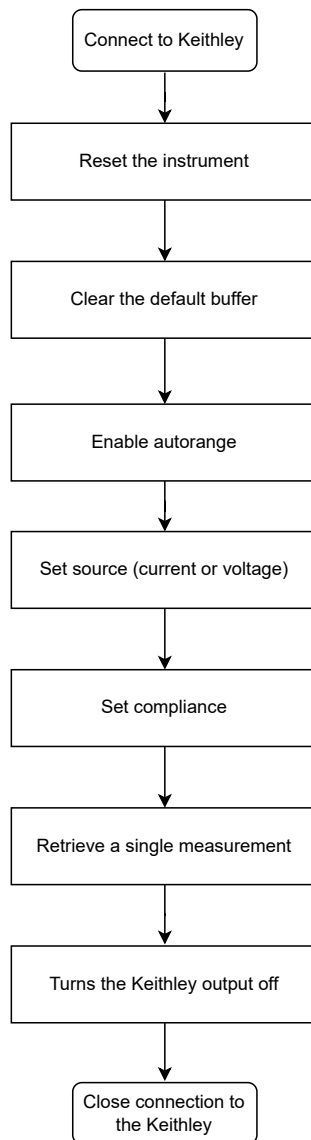 Connect to Keithley
Reset the instrument
Clear the default buffer
Enable autorange
Set source (current or voltage)
Set compliance
Retrieve a single measurement
Turns the Keithley output off
Close connection to
the Keithley